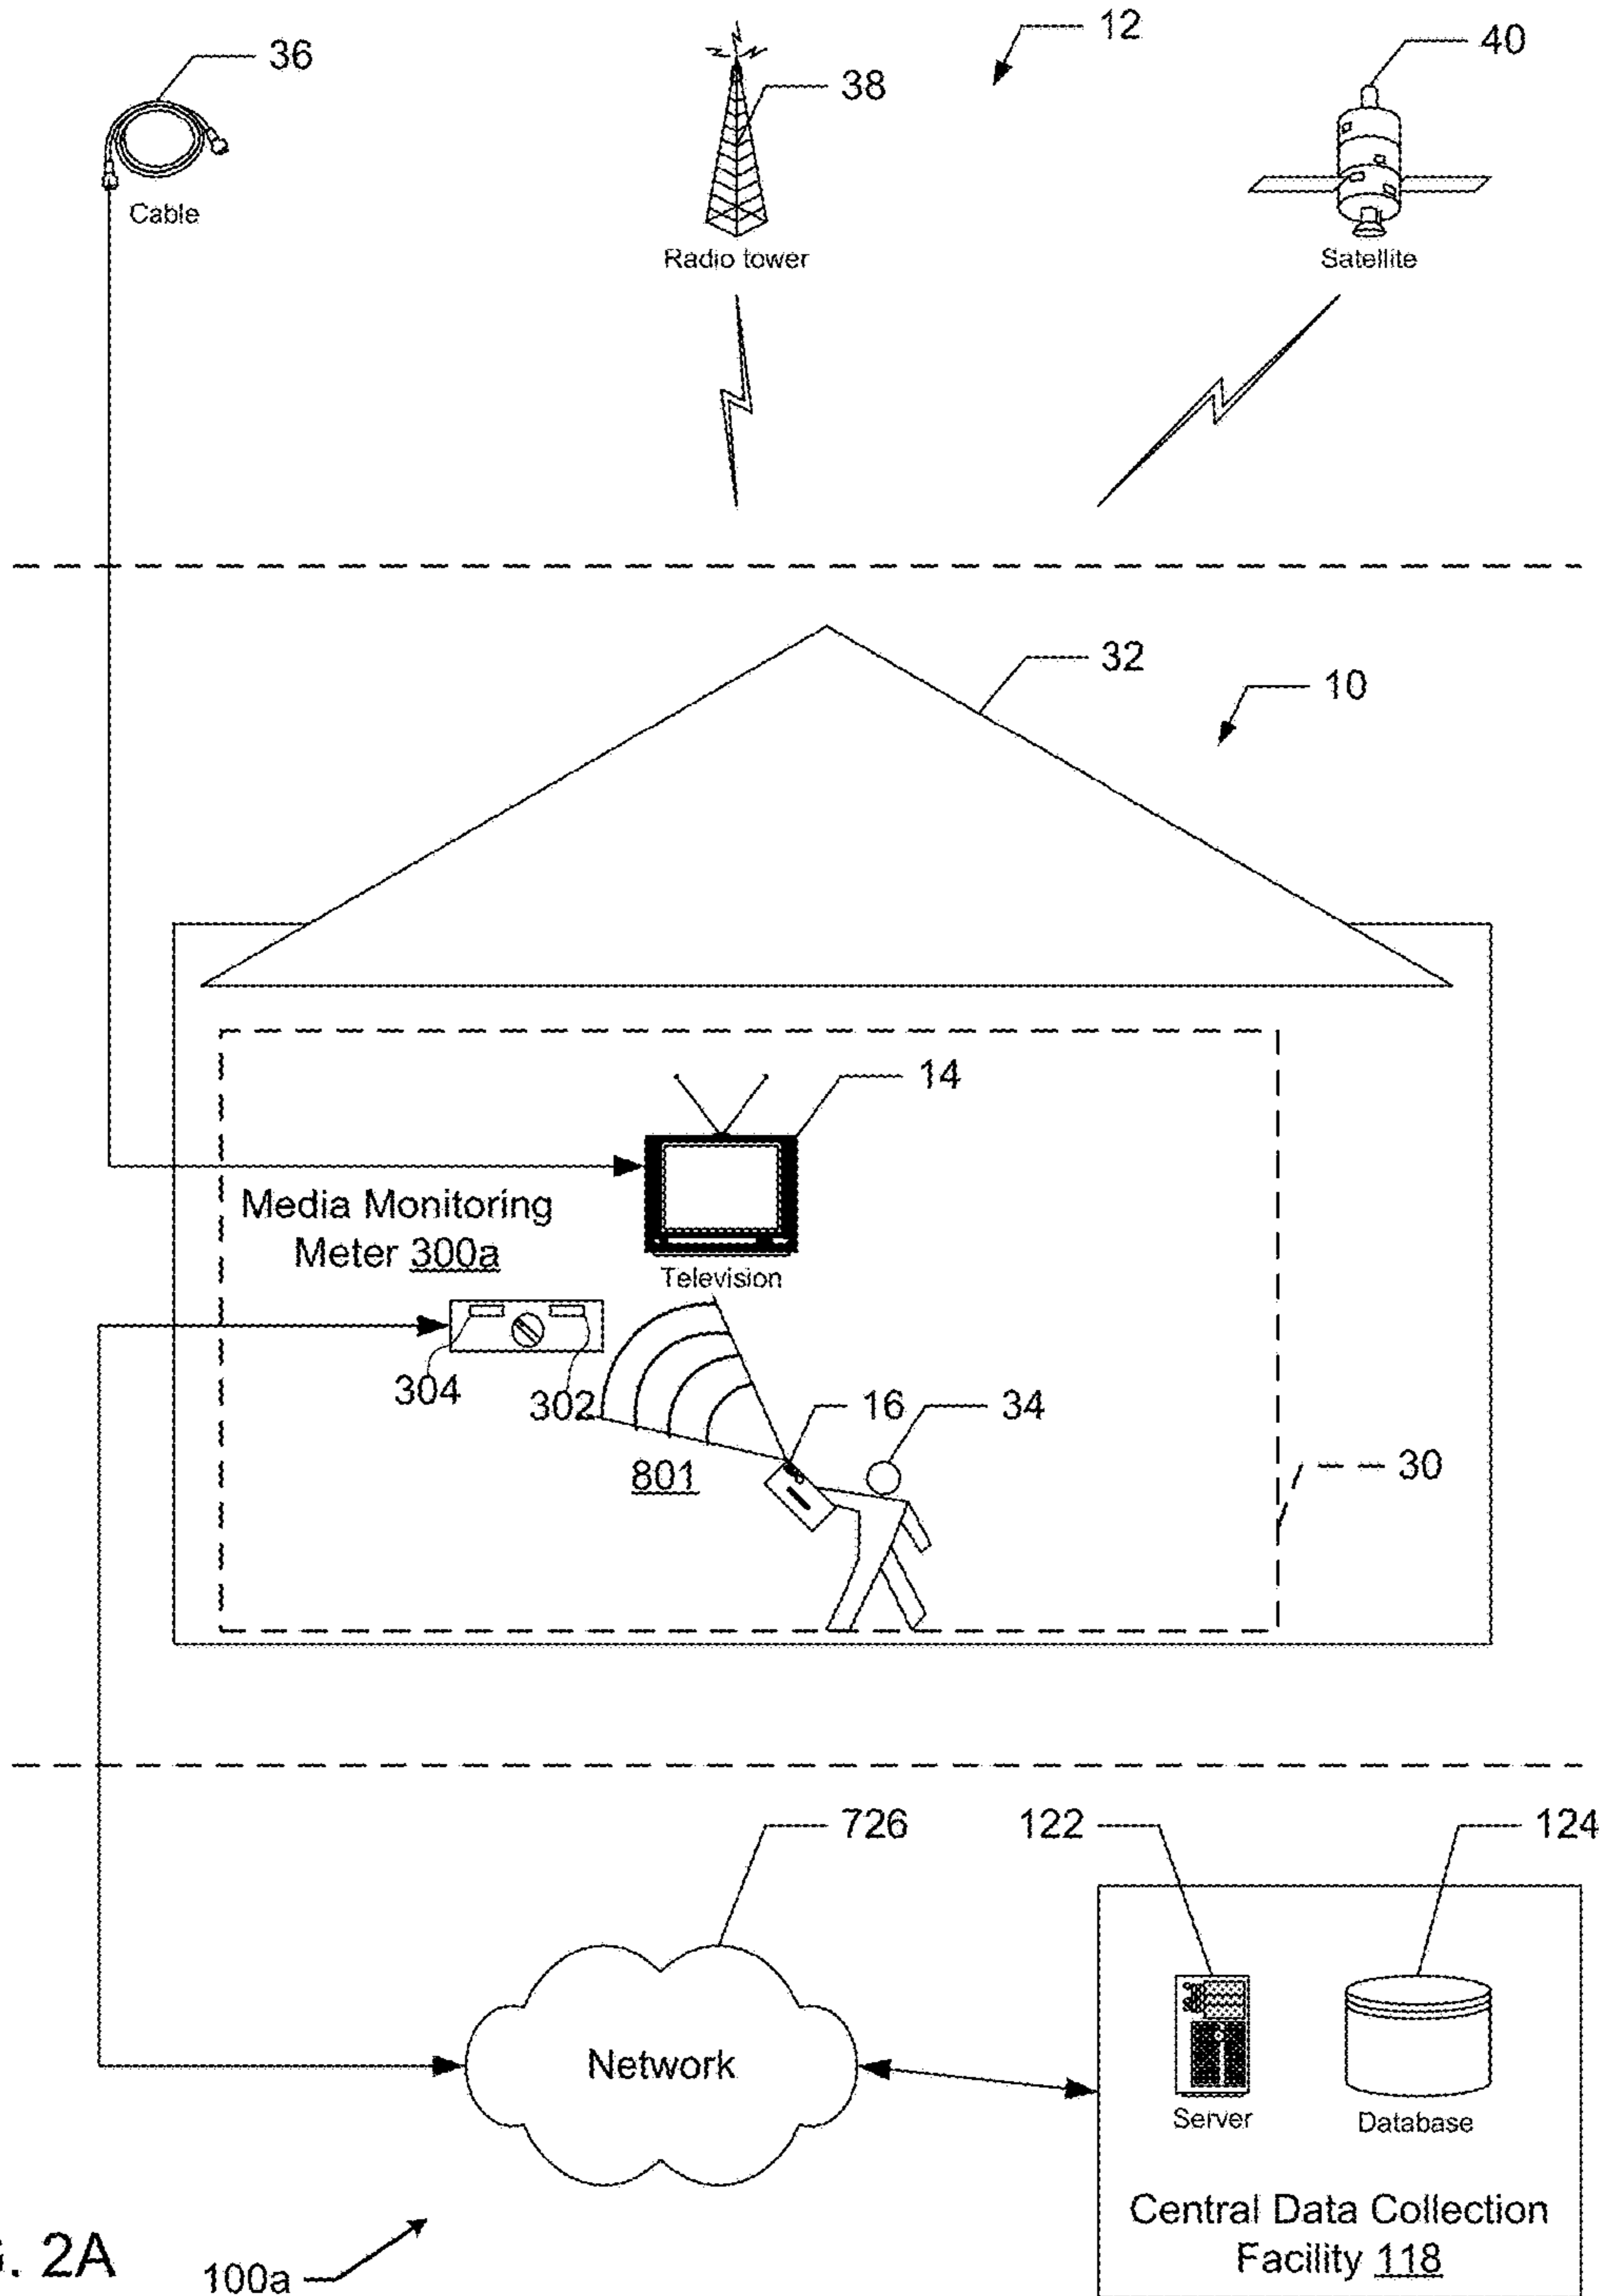 12
36
38
40
Cable
Radio tower
Satellite
32
10
14
Media Monitoring
Meter 300a
Television
304
302
16
34
801
30
726
122
124
Network
Server
Database
Central Data Collection
Facility 118
. 2A
100a